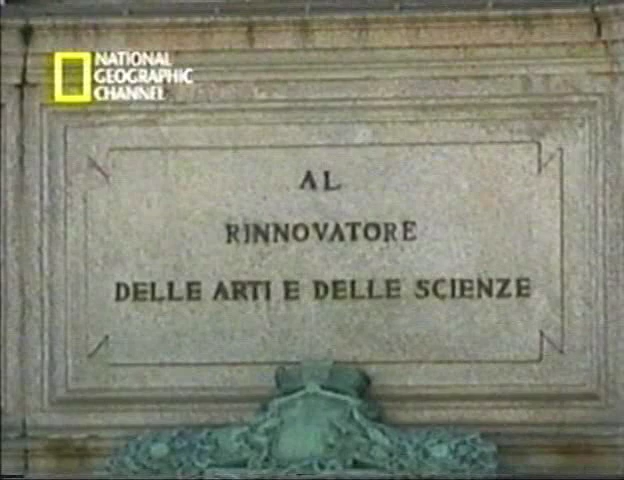 NATIONAL
GEOGRAPHIC
CHANNEL
AL
RINNOVATORE
DELLE ARTI E DELLE SCIENZE